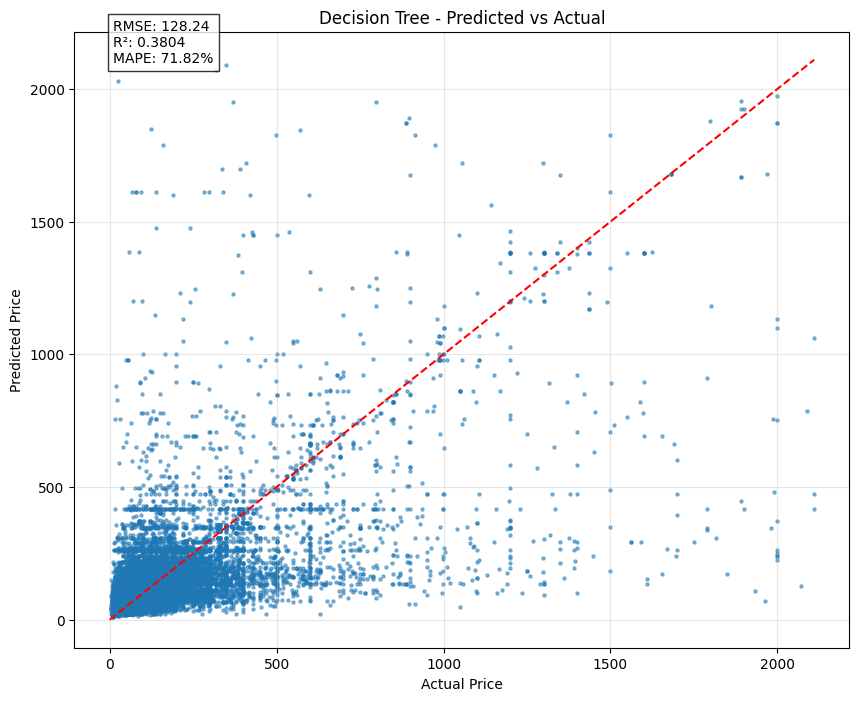 Decision Tree - Predicted vs Actual
RMSE: 128.24
R²: 0.3804
MAPE: 71.82%
Predicted Price
2000
1500
1000
500
0
0 500 1000 1500 2000
Actual Price